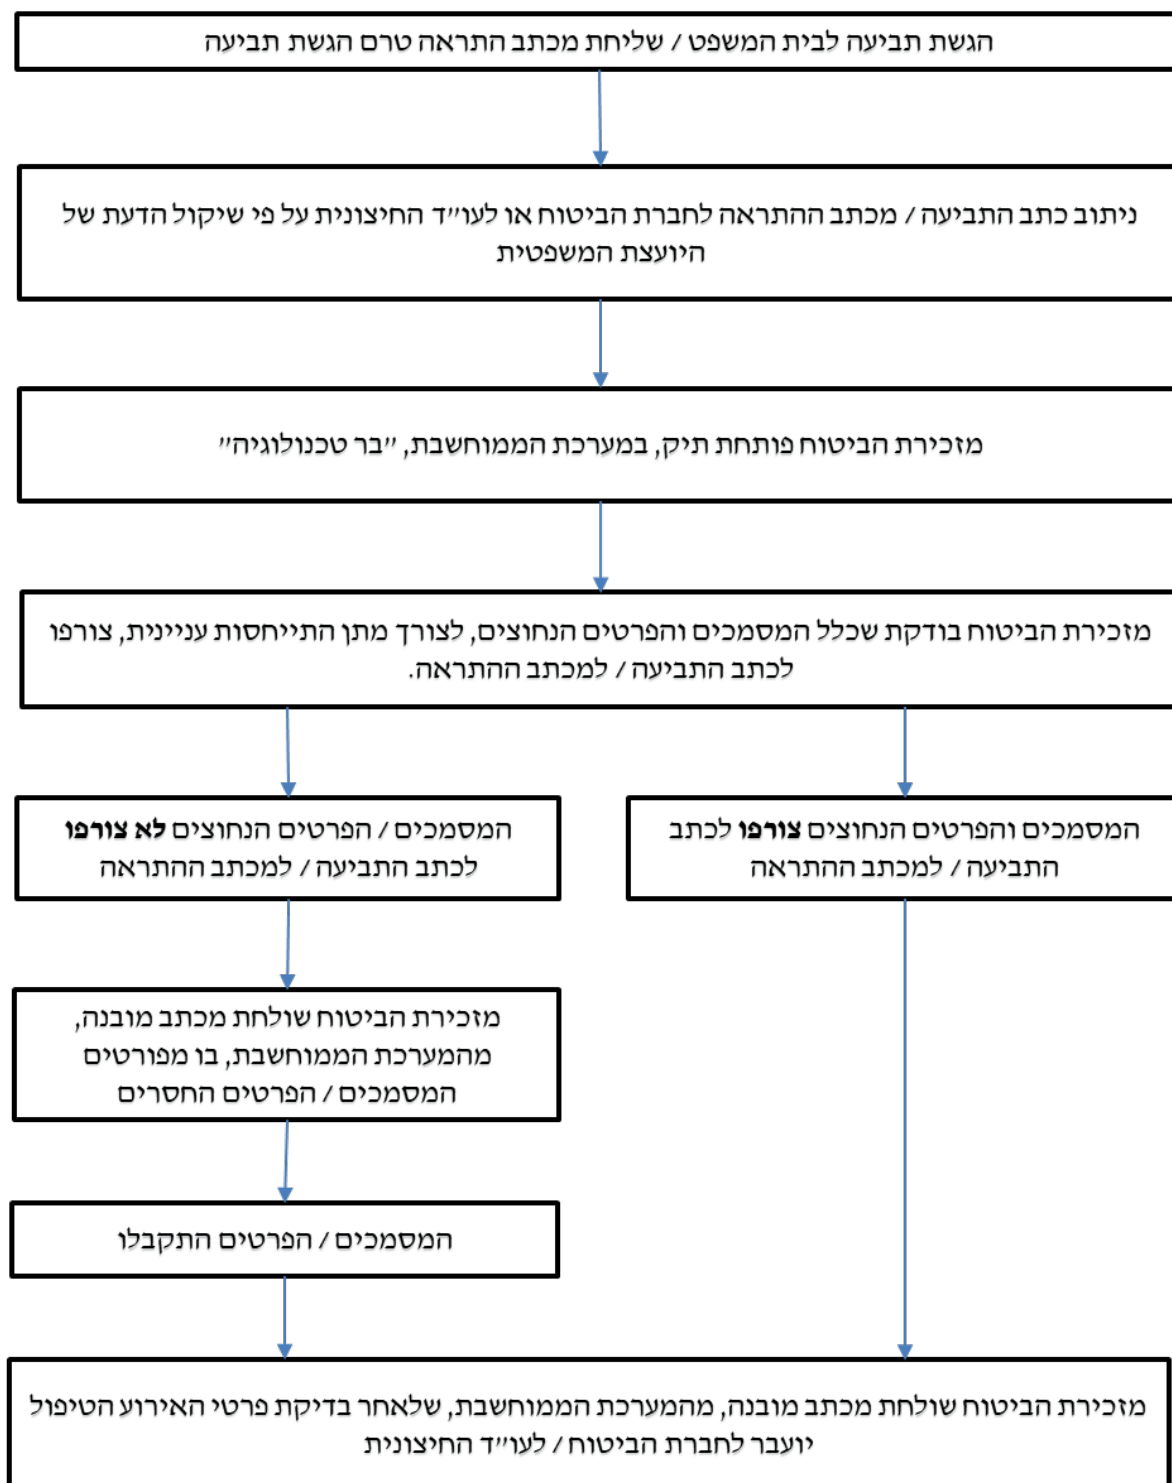 הגשת תביעה לבית המשפט / שליחת מכתב התראה טרם הגשת תביעה
ניתוב כתב התביעה / מכתב ההתראה לחברת הביטוח או לעו״ד החיצונית על פי שיקול הדעת של
היועצת המשפטית
מזכירת הביטוח פותחת תיק, במערכת הממוחשבת, ״בר טכנולוגיה״
מזכירת הביטוח בודקת שכלל המסמכים והפרטים הנחוצים, לצורך מתן התייחסות עניינית, צורפו
לכתב התביעה / למכתב ההתראה.
המסמכים והפרטים הנחוצים צורפו לכתב
התביעה / למכתב ההתראה
המסמכים / הפרטים הנחוצים לא צורפו
לכתב התביעה / למכתב ההתראה
מזכירת הביטוח שולחת מכתב מובנה,
מהמערכת הממוחשבת, בו מפורטים
המסמכים / הפרטים החסרים
המסמכים / הפרטים התקבלו
מזכירת הביטוח שולחת מכתב מובנה, מהמערכת הממוחשבת, שלאחר בדיקת פרטי האירוע הטיפול
יועבר לחברת הביטוח / לעו״ד החיצונית